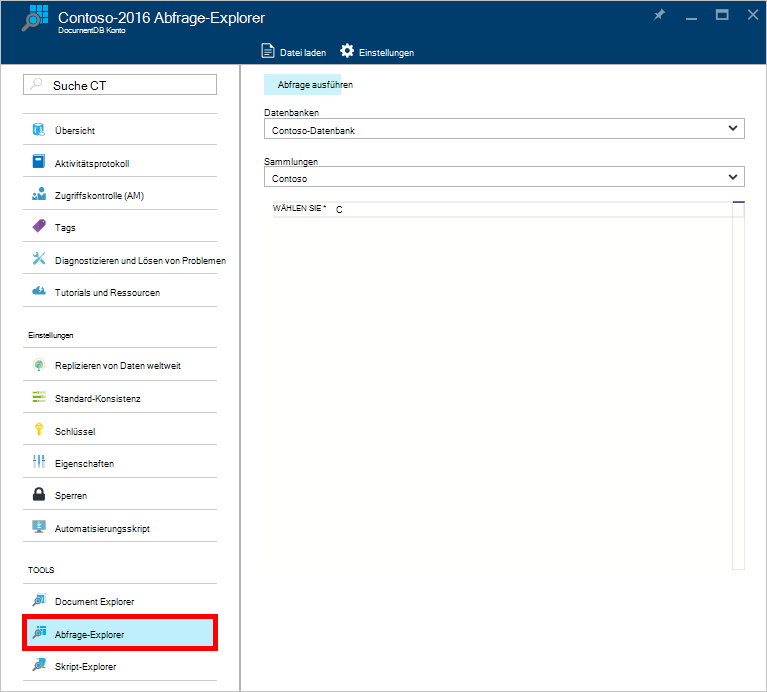 Contoso-2016 Abfrage-Explorer
DocumentDB Konto
Datei laden
Einstellungen
Suche CT
Übersicht
Aktivitätsprotokoll
Zugriffskontrolle (AM)
Tags
Diagnostizieren und Lösen von Problemen
Tutorials und Ressourcen
Einstellungen
Replizieren von Daten weltweit
Standard-Konsistenz
Schlüssel
Eigenschaften
Sperren
Automatisierungsskript
TOOLS
Document Explorer
Abfrage-Explorer
Skript-Explorer
Abfrage ausführen
Datenbanken
Contoso-Datenbank
Sammlungen
Contoso
WÄHLEN SIE * C